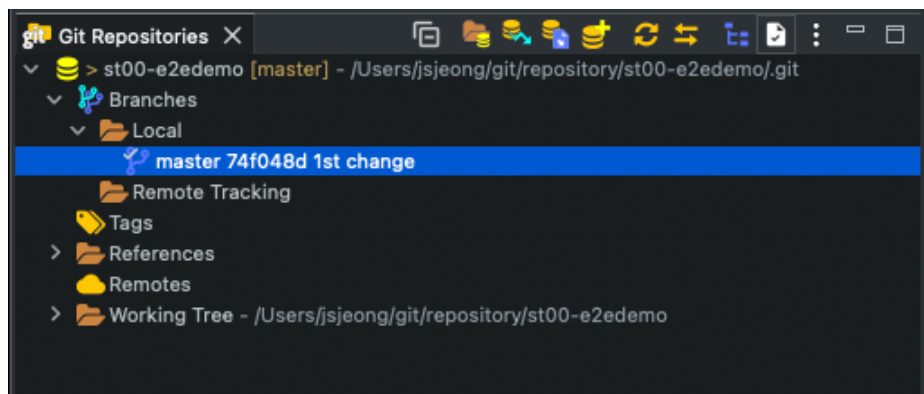 git Git Repositories
> st00-e2edemo [master] - /Users/jsjeong/git/repository/st00-e2edemo/.git
Branches
Local
master 74f048d 1st change
Remote Tracking
Tags
References
Remotes
Working Tree - /Users/jsjeong/git/repository/st00-e2edemo